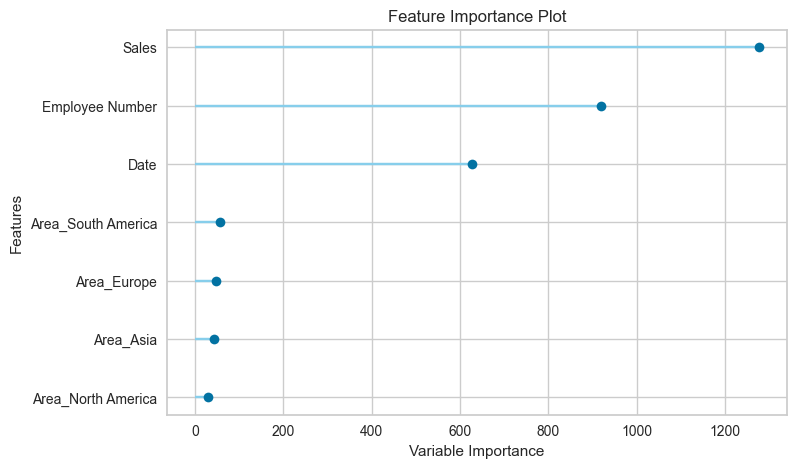 Feature Importance Plot
Sales
Employee Number
Date
Area_South America
Area_Europe
Area_Asia
Area_North America
Features
0 200 400 600 800 1000 1200
Variable Importance